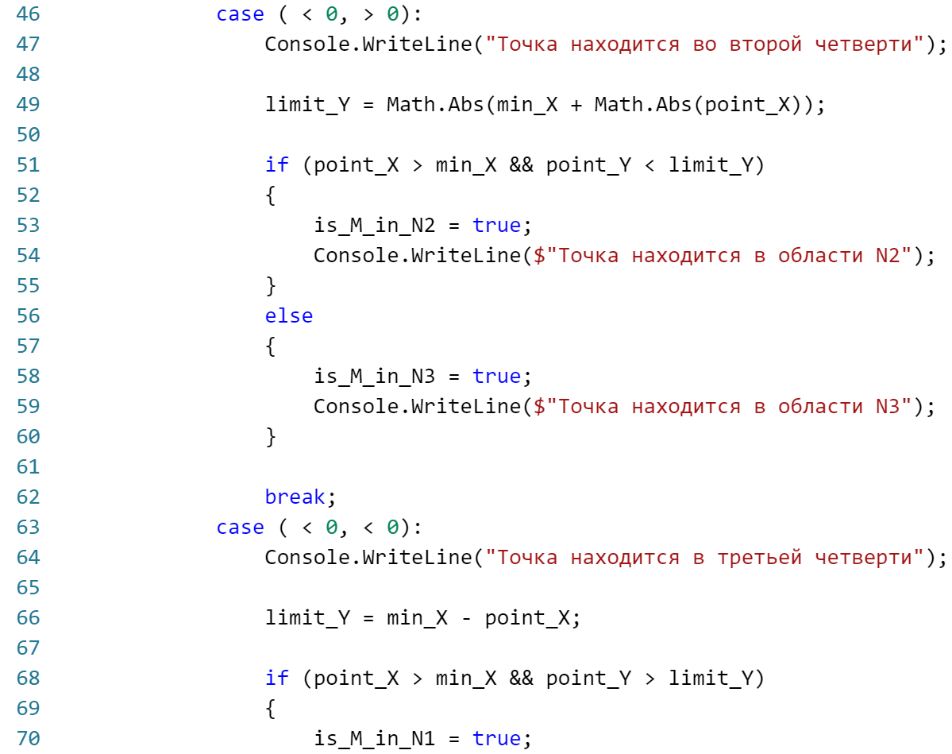 46 case ( < 0, > 0):
47 Console.WriteLine("Точка находится во второй четверти");
48
49 limit_Y = Math.Abs(min_X + Math.Abs(point_X));
50
51 if (point_X > min_X && point_Y < limit_Y)
52 {
53 is_M_in_N2 = true;
54 Console.WriteLine($"Точка находится в области N2");
55 }
56 else
57 {
58 is_M_in_N3 = true;
59 Console.WriteLine($"Точка находится в области N3");
60 }
61
62 break;
63 case ( < 0, < 0):
64 Console.WriteLine("Точка находится в третьей четверти");
65
66 limit_Y = min_X - point_X;
67
68 if (point_X > min_X && point_Y > limit_Y)
69 {
70 is_M_in_N1 = true;